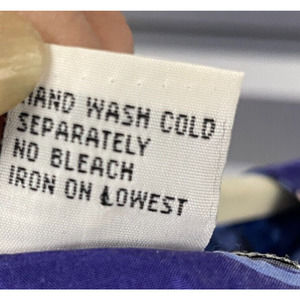 HAND WASH COLD
SEPARATELY
NO BLEACH
IRON ON LOWEST